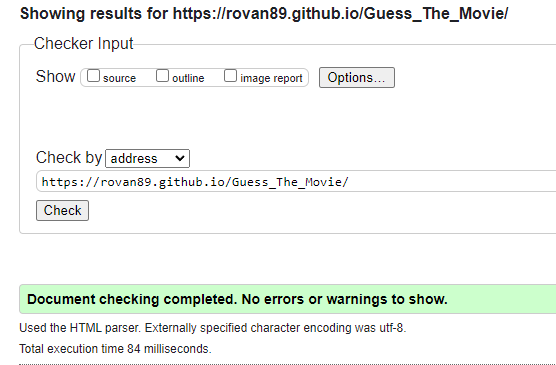 Showing results for https://rovan89.github.io/Guess_The_Movie/
Checker Input
Show source outline image report Options...
Check by address
https://rovan89.github.io/Guess_The_Movie/
Check
Document checking completed. No errors or warnings to show.
Used the HTML parser. Externally specified character encoding was utf-8.
Total execution time 84 milliseconds.